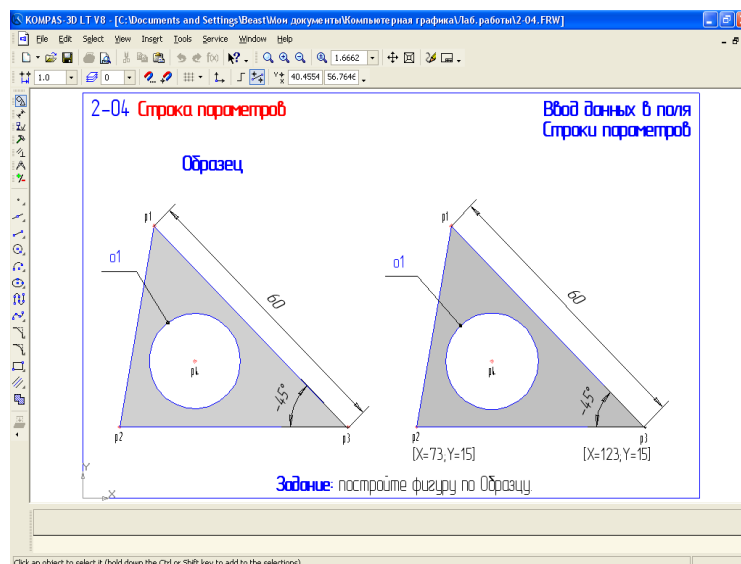 KOMPAS-3D LT V8 - [C:\Documents and Settings\Beast\Мои документы\Компьютерная графика\Лаб.работы\2-04.FRW]
File Edit Select View Insert Tools Service Window Help
1.6662
1.0 0 40.4554 56.7646
2-04 Строка параметров
Ввод данных в поля
Строки параметров
Образец
p1 p1
o1 o1
60 60
p4 p4
-45° -45°
p2 p3 p2 p3
[X=73,Y=15] [X=123,Y=15]
Y
X
Задание: постройте фигуру по Образцу
Click an object to select it (hold down the Ctrl or Shift key to add to the selections)